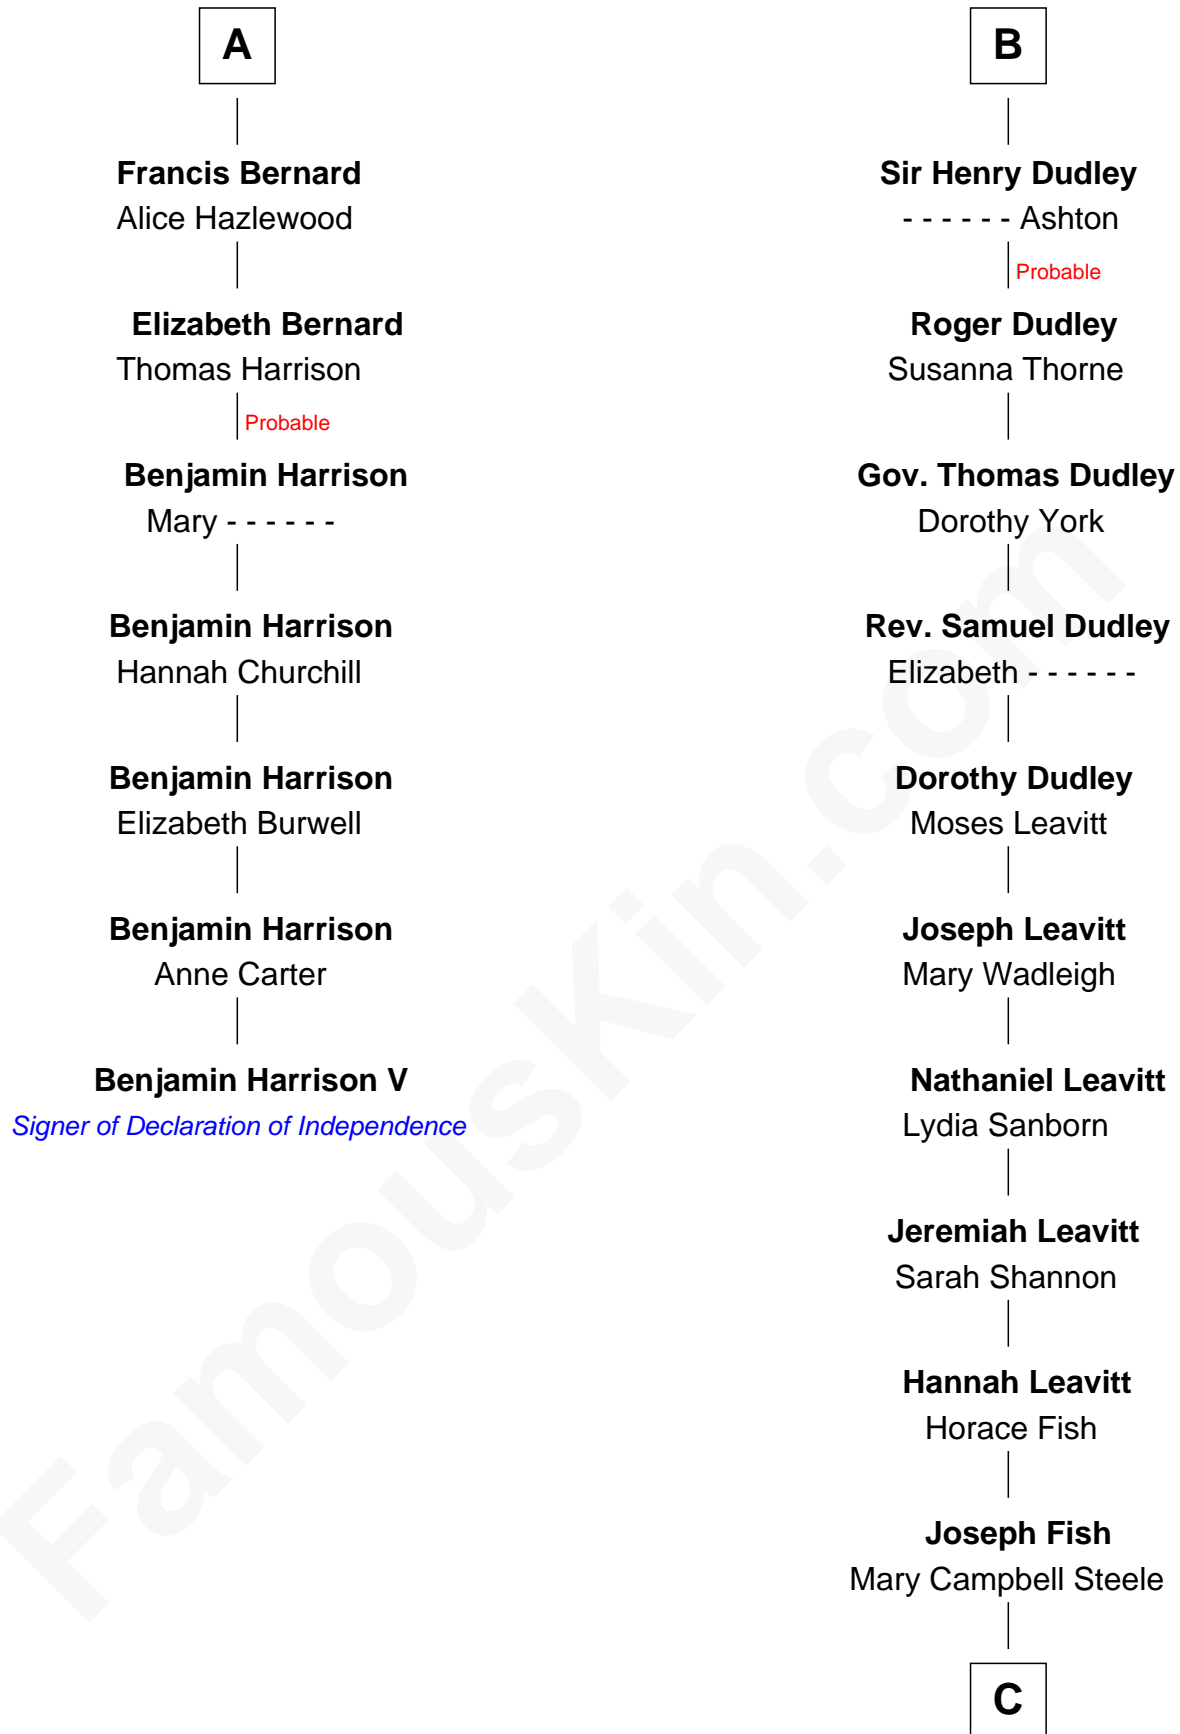 A
Francis Bernard
Alice Hazlewood
Elizabeth Bernard
Thomas Harrison
Probable
Benjamin Harrison
Mary - - - - - -
Benjamin Harrison
Hannah Churchill
Benjamin Harrison
Elizabeth Burwell
Benjamin Harrison
Anne Carter
Benjamin Harrison V
Signer of Declaration of Independence
B
Sir Henry Dudley
- - - - - - Ashton
Probable
Roger Dudley
Susanna Thorne
Gov. Thomas Dudley
Dorothy York
Rev. Samuel Dudley
Elizabeth - - - - - -
Dorothy Dudley
Moses Leavitt
Joseph Leavitt
Mary Wadleigh
Nathaniel Leavitt
Lydia Sanborn
Jeremiah Leavitt
Sarah Shannon
Hannah Leavitt
Horace Fish
Joseph Fish
Mary Campbell Steele
C
FamousKin.com